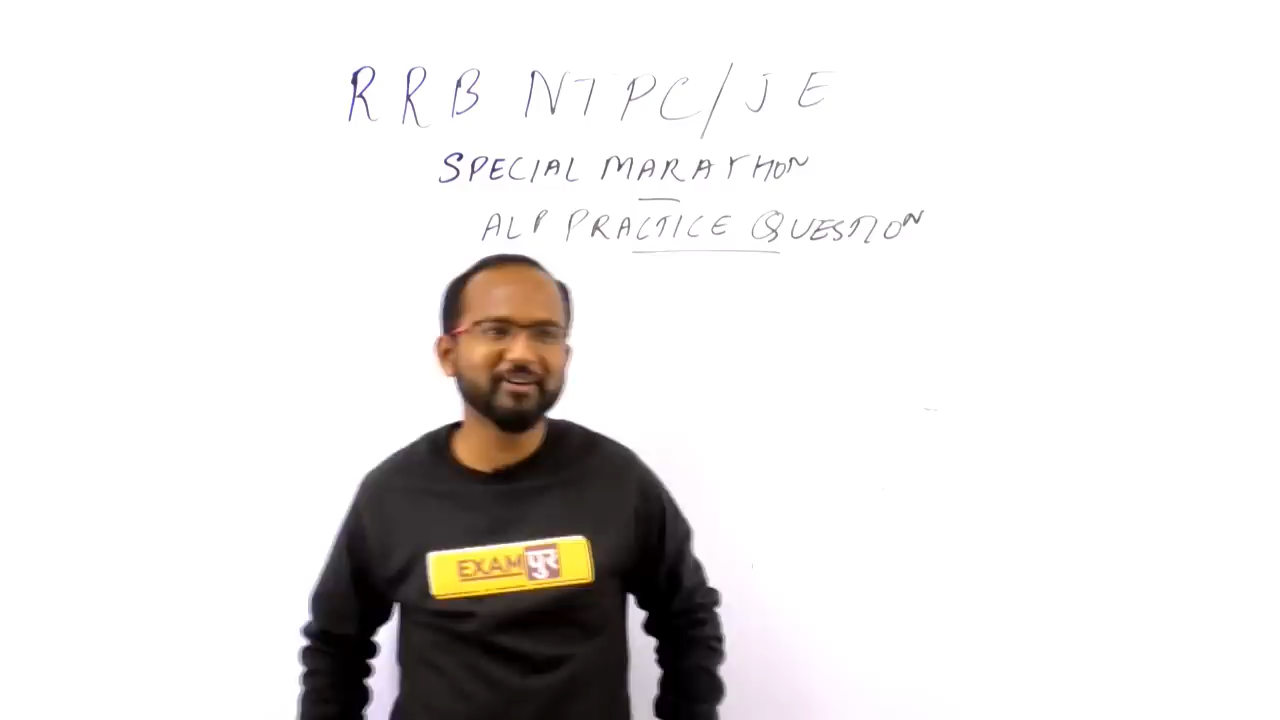 RRB NTPC/JE
SPECIAL MARATHON
ALP PRACTICE QUESTION
EXAM पुर